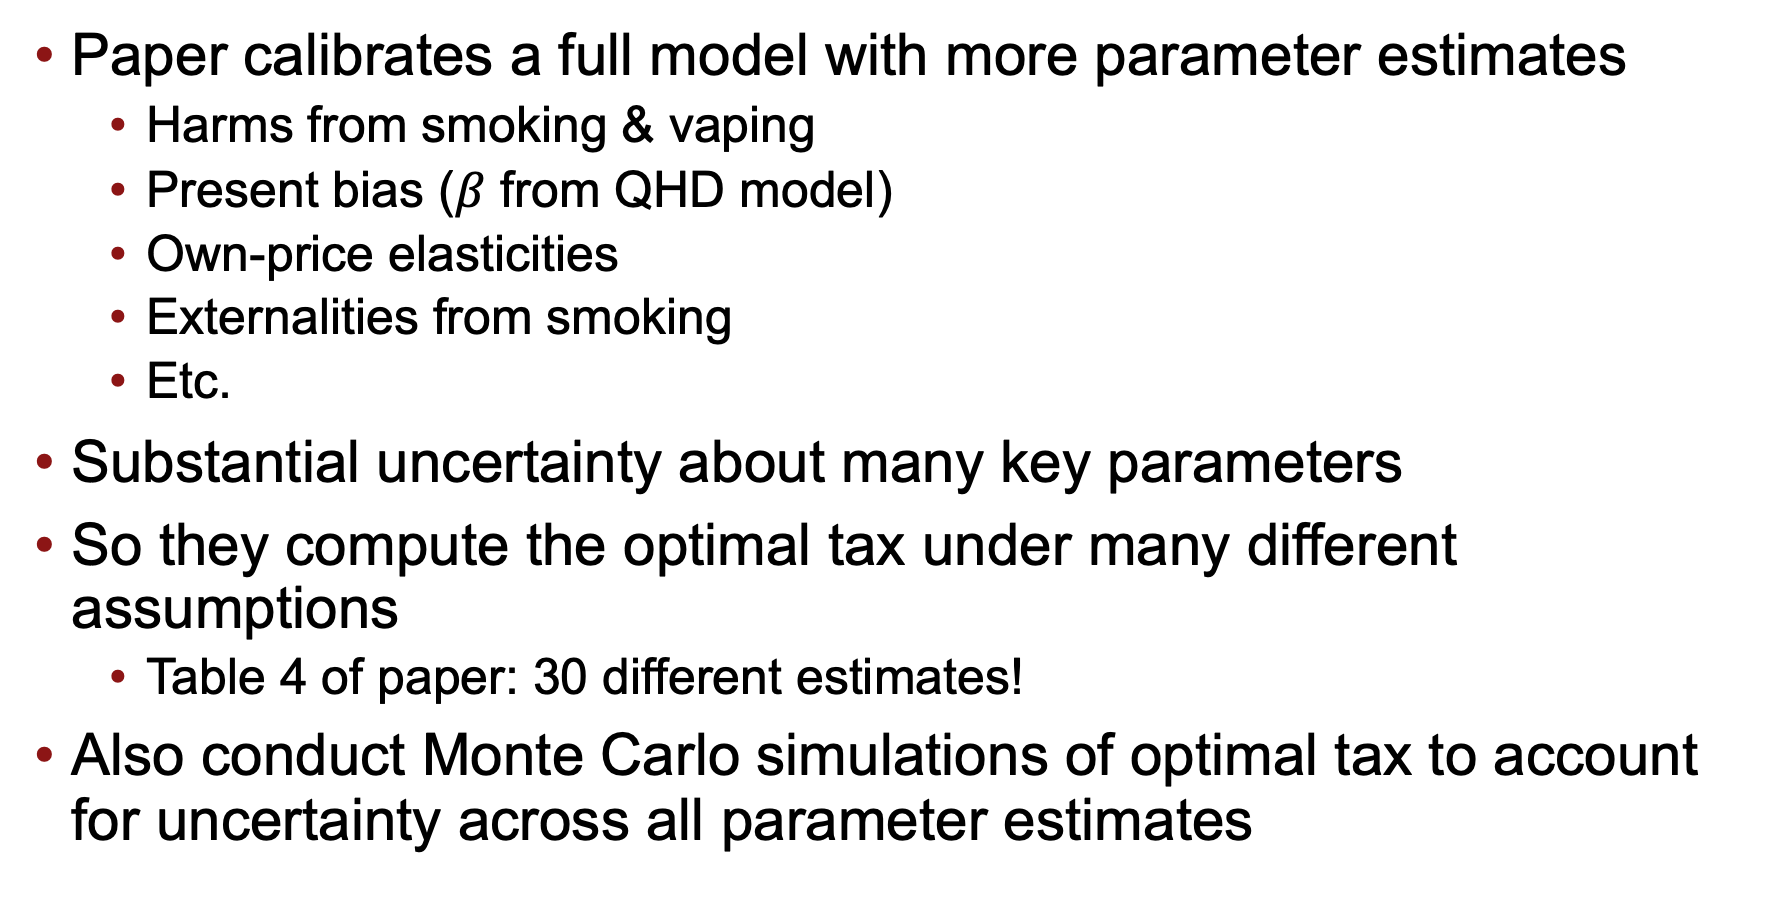 • Paper calibrates a full model with more parameter estimates
• Harms from smoking & vaping
• Present bias (β from QHD model)
• Own-price elasticities
• Externalities from smoking
• Etc.
• Substantial uncertainty about many key parameters
• So they compute the optimal tax under many different
assumptions
• Table 4 of paper: 30 different estimates!
• Also conduct Monte Carlo simulations of optimal tax to account
for uncertainty across all parameter estimates